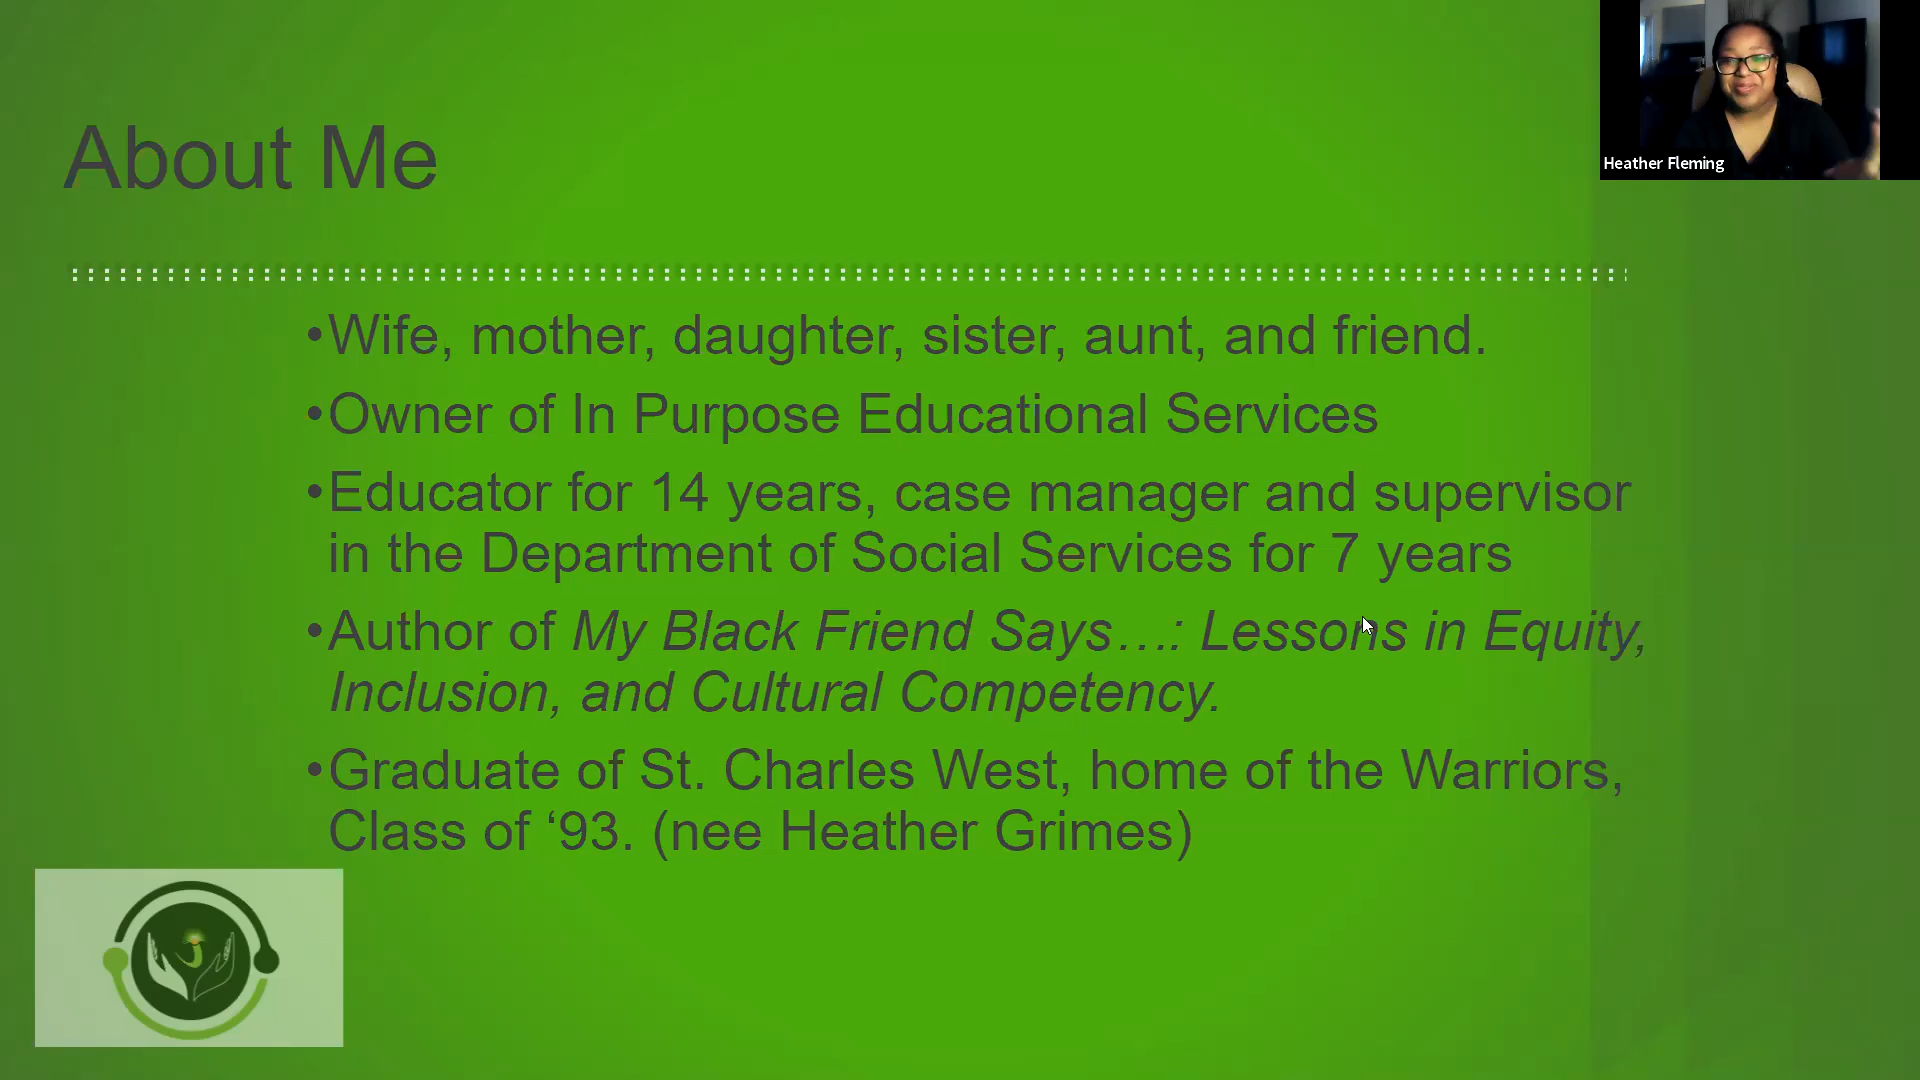 About Me
Heather Fleming
•Wife, mother, daughter, sister, aunt, and friend.
•Owner of In Purpose Educational Services
•Educator for 14 years, case manager and supervisor
in the Department of Social Services for 7 years
•Author of My Black Friend Says…: Lessons in Equity,
Inclusion, and Cultural Competency.
•Graduate of St. Charles West, home of the Warriors,
Class of ‘93. (nee Heather Grimes)